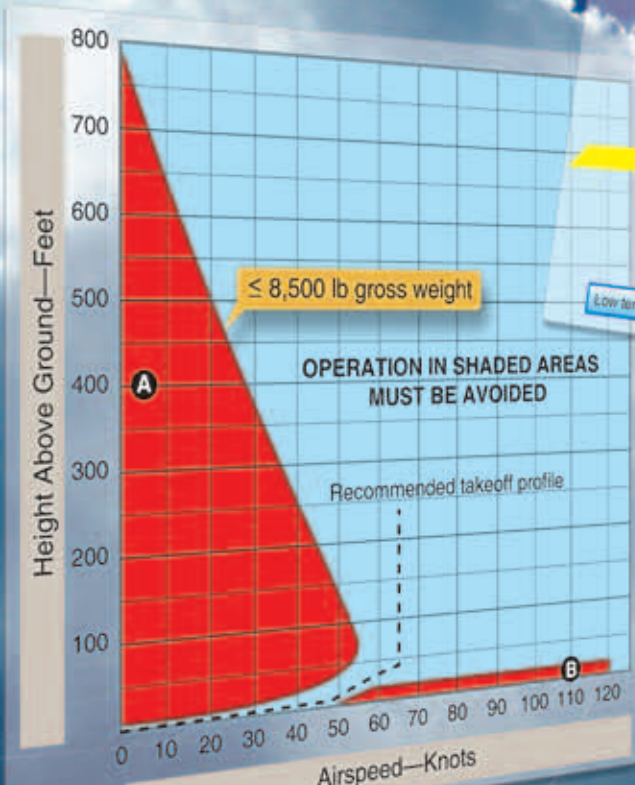 800
700
600
500
400
300
200
100
Height Above Ground—Feet
≤ 8,500 lb gross weight
A
OPERATION IN SHADED AREAS
MUST BE AVOIDED
Recommended takeoff profile
B
0 10 20 30 40 50 60 70 80 90 100 110 120
Airspeed—Knots
Low